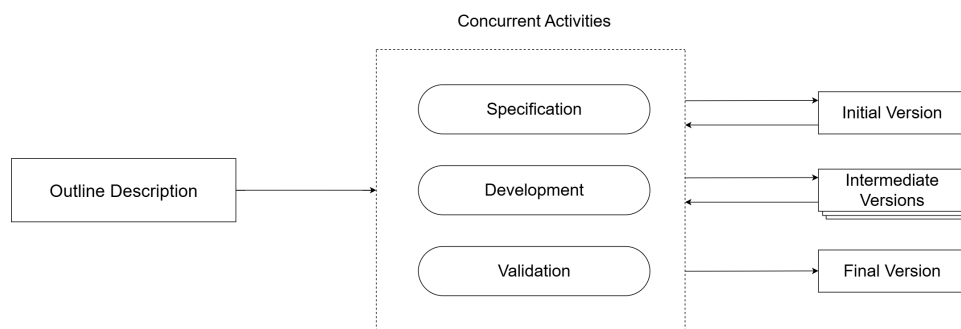 Concurrent Activities
Specification
Initial Version
Outline Description
Development
Intermediate
Versions
Validation
Final Version